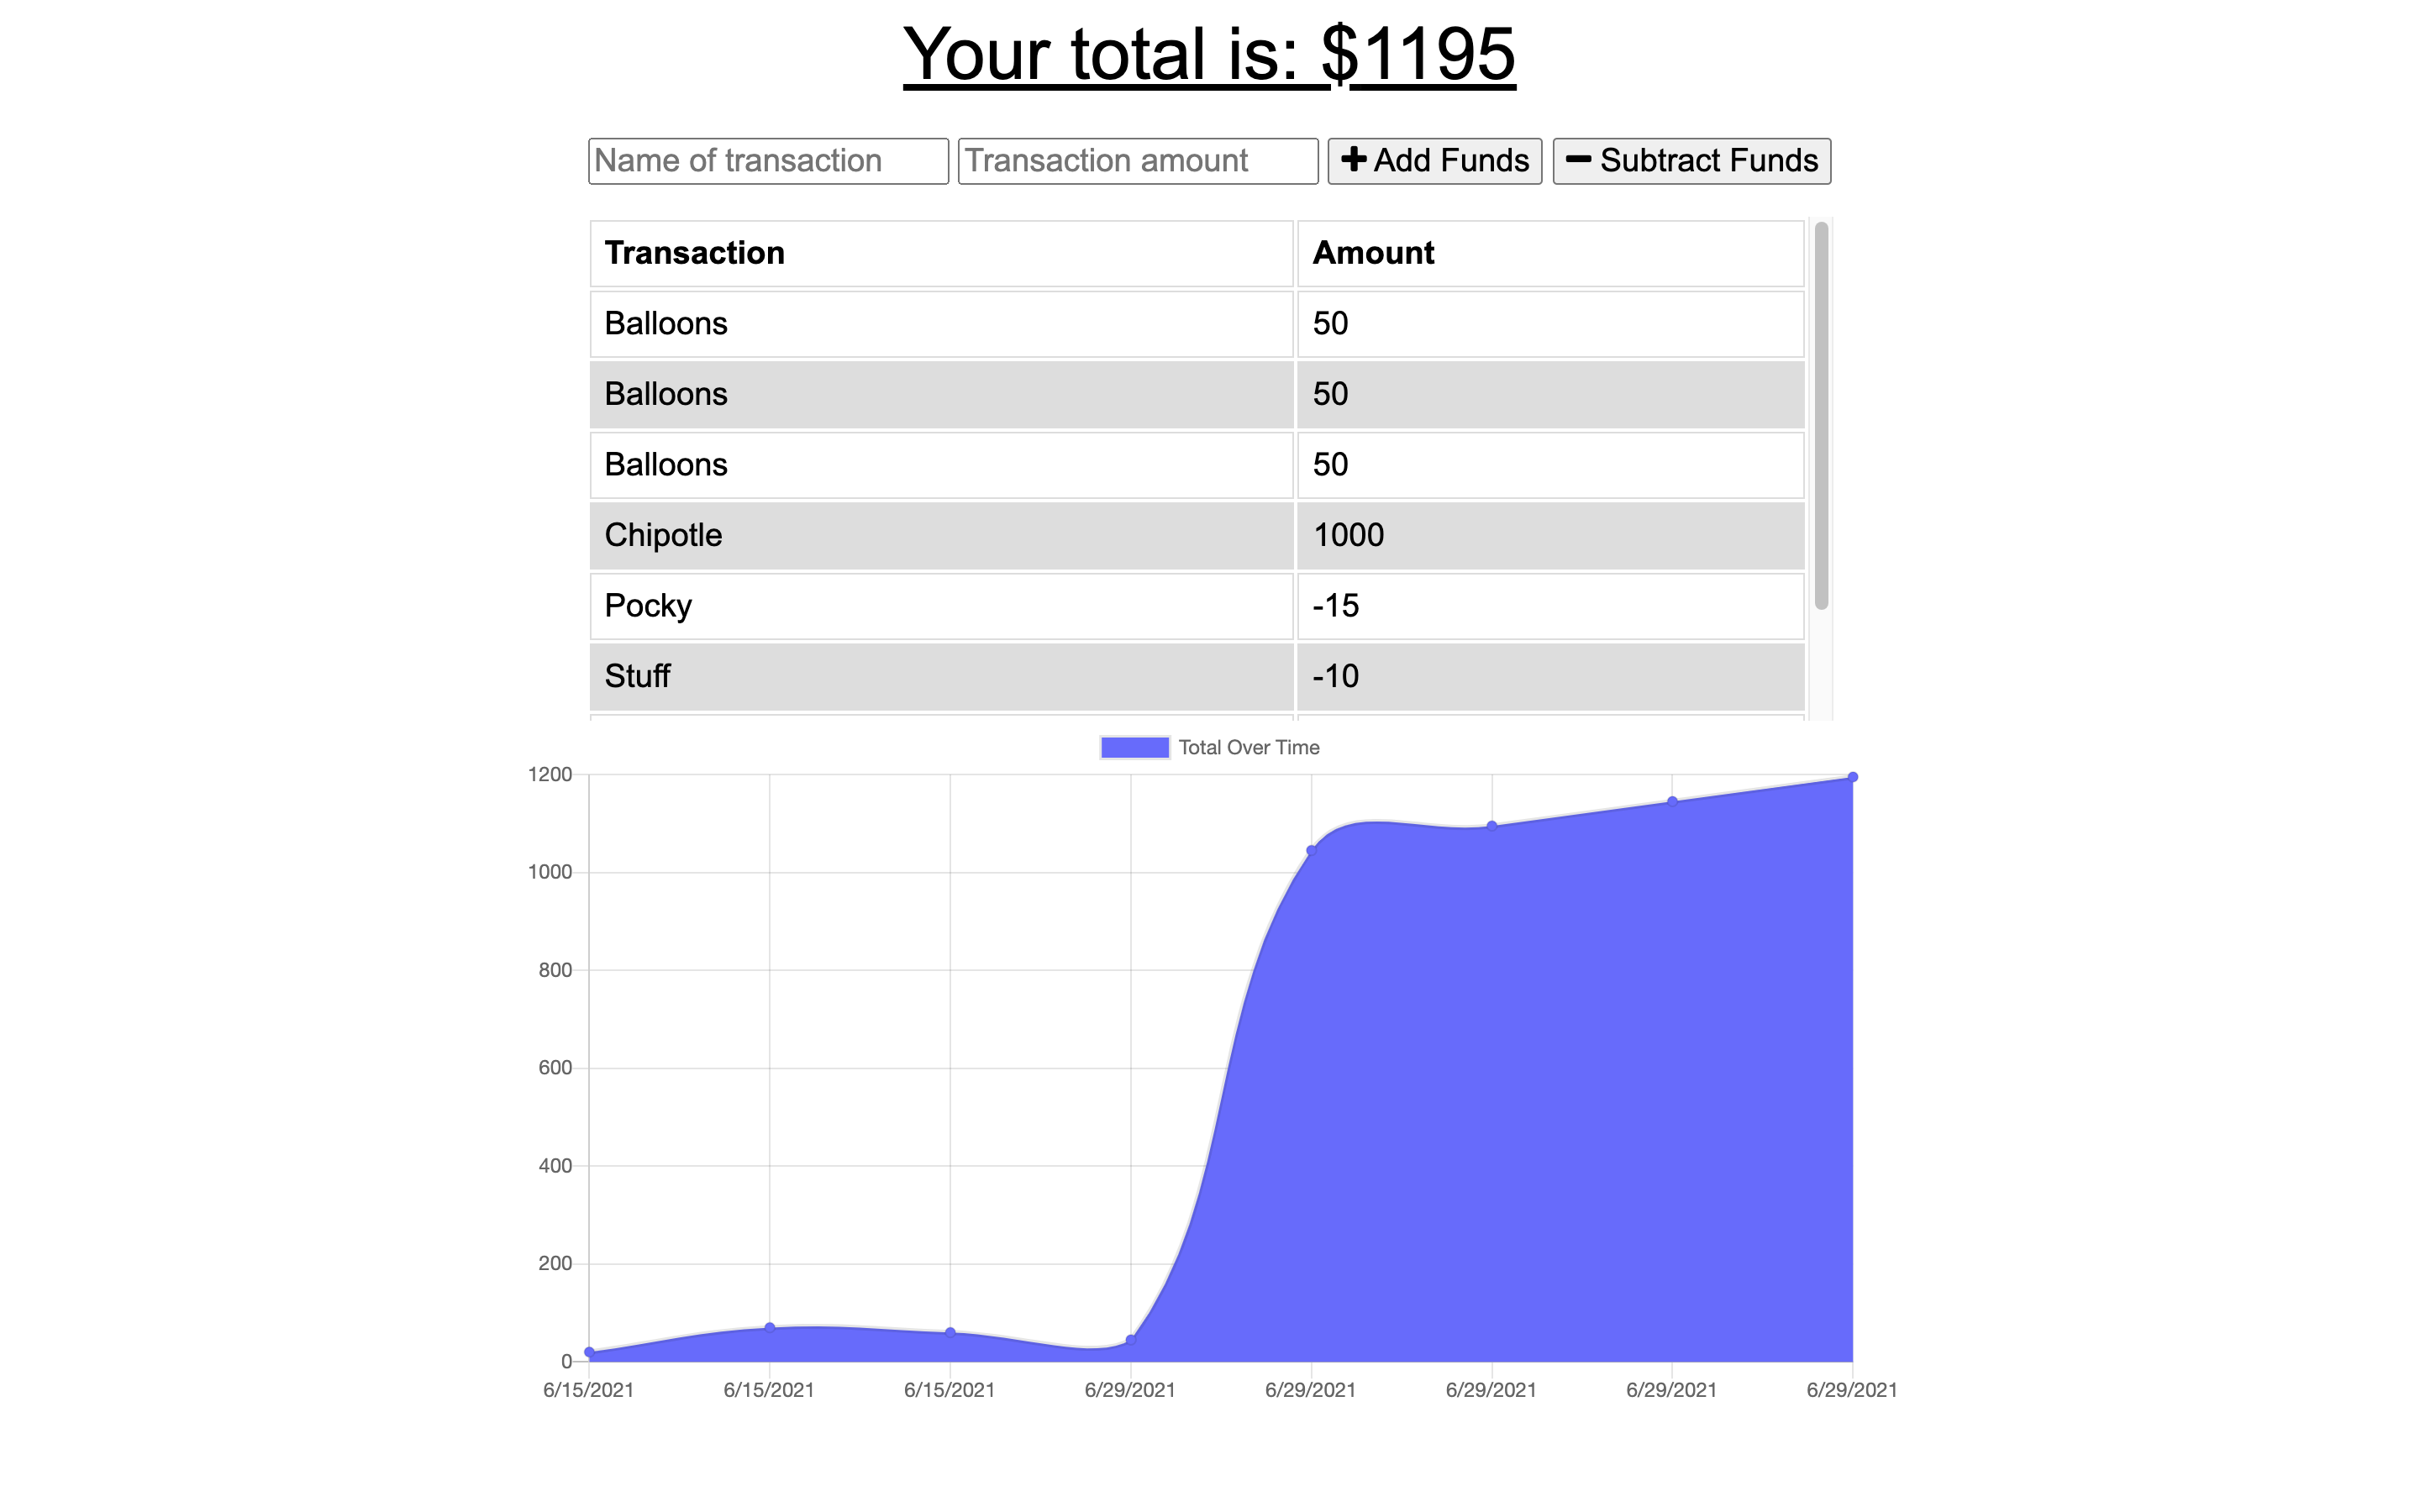 Your total is: $1195
Name of transaction Transaction amount Add Funds Subtract Funds
Transaction Amount
Balloons 50
Balloons 50
Balloons 50
Chipotle 1000
Pocky -15
Stuff -10
Total Over Time
1200
1000
800
600
400
200
0
6/15/2021 6/15/2021 6/15/2021 6/29/2021 6/29/2021 6/29/2021 6/29/2021 6/29/2021